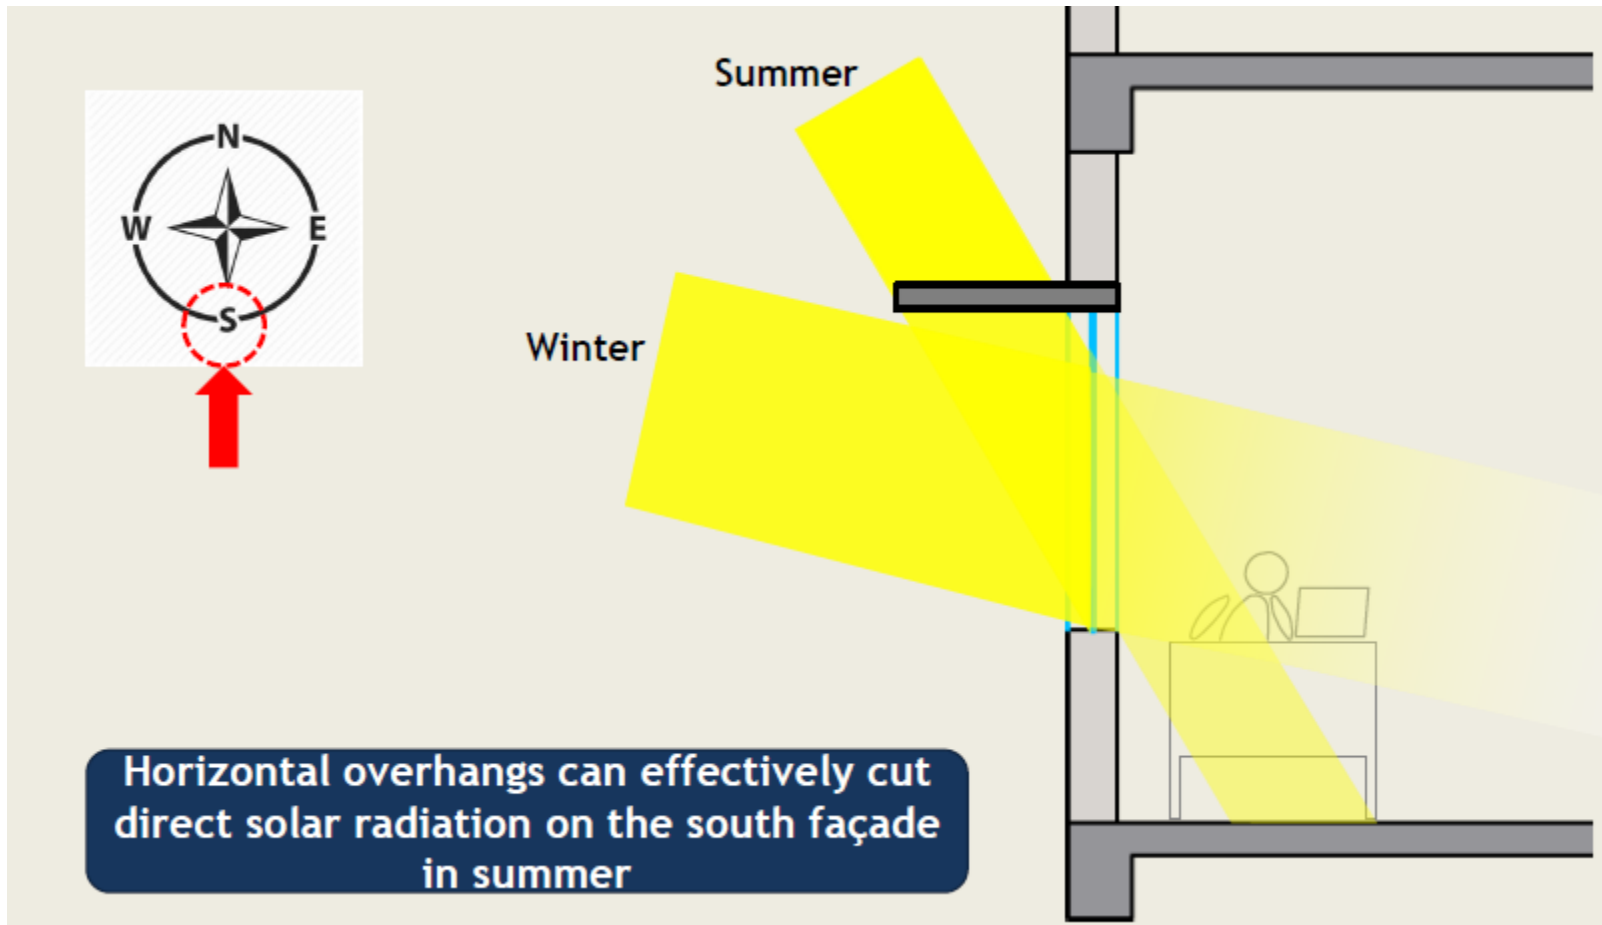 Summer
N
W
E
S
Winter
Horizontal overhangs can effectively cut
direct solar radiation on the south façade
in summer